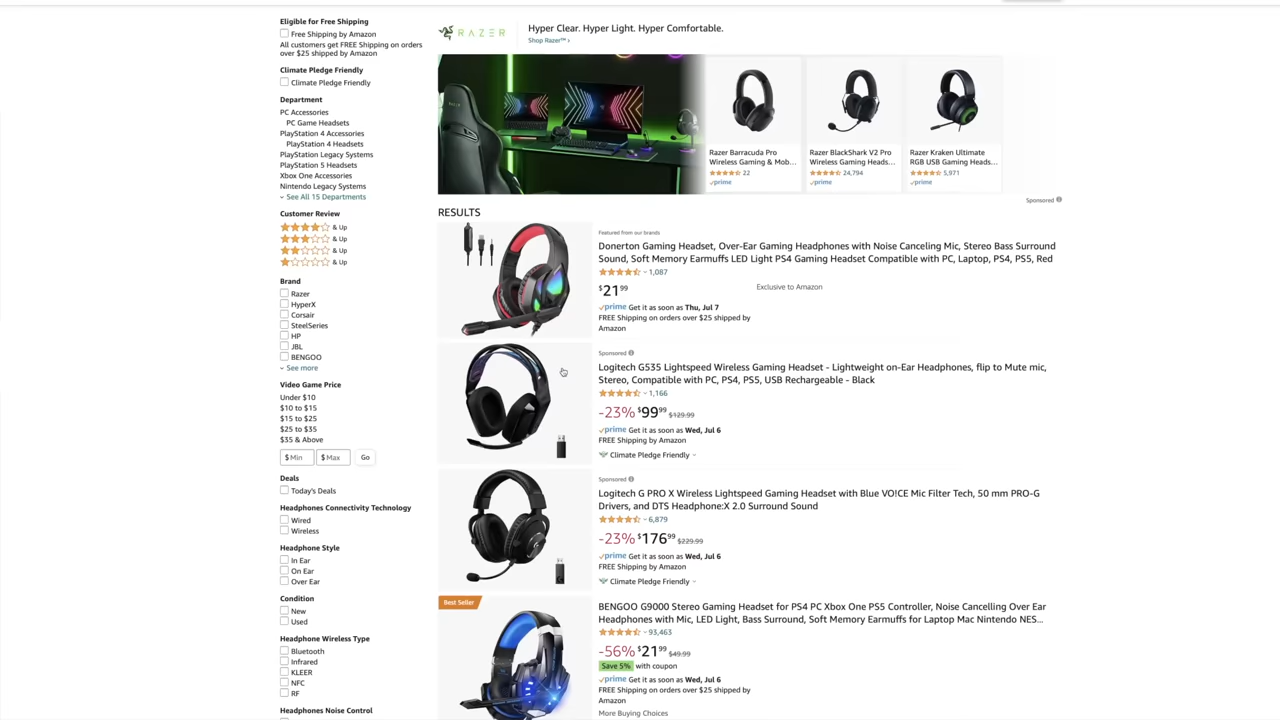 Eligible for Free Shipping
Free Shipping by Amazon
All customers get FREE Shipping on orders
over $25 shipped by Amazon
Climate Pledge Friendly
Climate Pledge Friendly
Department
PC Accessories
PC Game Headsets
PlayStation 4 Accessories
PlayStation 4 Headsets
PlayStation Legacy Systems
PlayStation 5 Headsets
Xbox One Accessories
Nintendo Legacy Systems
See All 15 Departments
Customer Review
& Up
& Up
& Up
& Up
Brand
Razer
HyperX
Corsair
SteelSeries
HP
JBL
BENGOO
See more
Video Game Price
Under $10
$10 to $15
$15 to $25
$25 to $35
$35 & Above
$ Min $ Max Go
Deals
Today's Deals
Headphones Connectivity Technology
Wired
Wireless
Headphone Style
In Ear
On Ear
Over Ear
Condition
New
Used
Headphone Wireless Type
Bluetooth
Infrared
KLEER
NFC
RF
Headphones Noise Control
RAZER
Hyper Clear. Hyper Light. Hyper Comfortable.
Shop Razer™ ›
Razer Barracuda Pro
Wireless Gaming & Mob...
22
prime
Razer BlackShark V2 Pro
Wireless Gaming Heads...
24,794
prime
Razer Kraken Ultimate
RGB USB Gaming Heads...
5,971
prime
Sponsored
RESULTS
Featured from our brands
Donerton Gaming Headset, Over-Ear Gaming Headphones with Noise Canceling Mic, Stereo Bass Surround
Sound, Soft Memory Earmuffs LED Light PS4 Gaming Headset Compatible with PC, Laptop, PS4, PS5, Red
1,087
$2199
Exclusive to Amazon
prime Get it as soon as Thu, Jul 7
FREE Shipping on orders over $25 shipped by
Amazon
Sponsored
Logitech G535 Lightspeed Wireless Gaming Headset - Lightweight on-Ear Headphones, flip to Mute mic,
Stereo, Compatible with PC, PS4, PS5, USB Rechargeable - Black
1,166
-23% $9999 $129.99
prime Get it as soon as Wed, Jul 6
FREE Shipping by Amazon
Climate Pledge Friendly
Sponsored
Logitech G PRO X Wireless Lightspeed Gaming Headset with Blue VO!CE Mic Filter Tech, 50 mm PRO-G
Drivers, and DTS Headphone:X 2.0 Surround Sound
6,879
-23% $17699 $229.99
prime Get it as soon as Wed, Jul 6
FREE Shipping by Amazon
Climate Pledge Friendly
Best Seller
BENGOO G9000 Stereo Gaming Headset for PS4 PC Xbox One PS5 Controller, Noise Cancelling Over Ear
Headphones with Mic, LED Light, Bass Surround, Soft Memory Earmuffs for Laptop Mac Nintendo NES...
93,463
-56% $2199 $49.99
Save 5% with coupon
prime Get it as soon as Wed, Jul 6
FREE Shipping on orders over $25 shipped by
Amazon
More Buying Choices